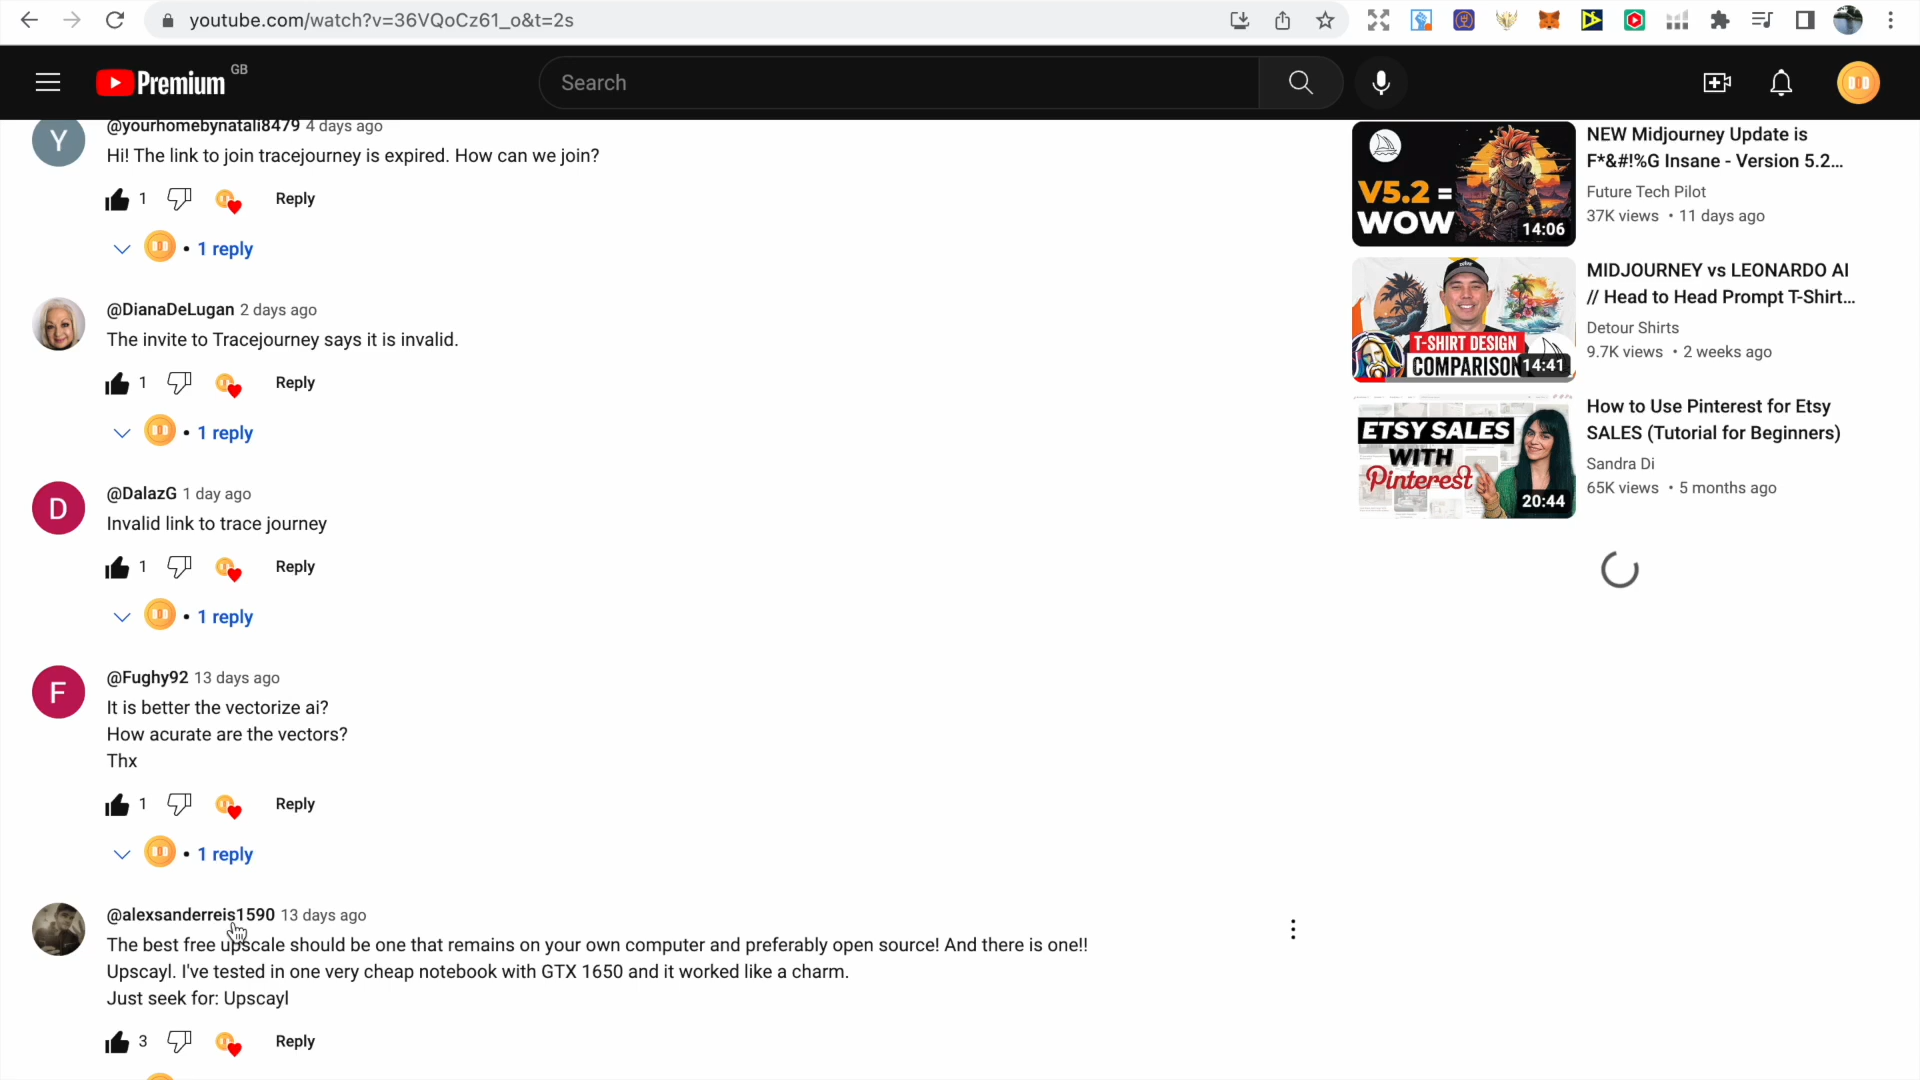 youtube.com/watch?v=36VQoCz61_o&t=2s
Premium GB
Search
@yourhomebynatali8479 4 days ago
Hi! The link to join tracejourney is expired. How can we join?
1 Reply
• 1 reply
@DianaDeLugan 2 days ago
The invite to Tracejourney says it is invalid.
1 Reply
• 1 reply
D
@DalazG 1 day ago
Invalid link to trace journey
1 Reply
• 1 reply
F
@Fughy92 13 days ago
It is better the vectorize ai?
How acurate are the vectors?
Thx
1 Reply
• 1 reply
@alexsanderreis1590 13 days ago
The best free upscale should be one that remains on your own computer and preferably open source! And there is one!!
Upscayl. I've tested in one very cheap notebook with GTX 1650 and it worked like a charm.
Just seek for: Upscayl
3 Reply
Y
V5.2 =
WOW
14:06
NEW Midjourney Update is
F*&#!%G Insane - Version 5.2...
Future Tech Pilot
37K views • 11 days ago
T-SHIRT DESIGN
COMPARISON
14:41
MIDJOURNEY vs LEONARDO AI
// Head to Head Prompt T-Shirt...
Detour Shirts
9.7K views • 2 weeks ago
ETSY SALES
WITH
Pinterest
20:44
How to Use Pinterest for Etsy
SALES (Tutorial for Beginners)
Sandra Di
65K views • 5 months ago